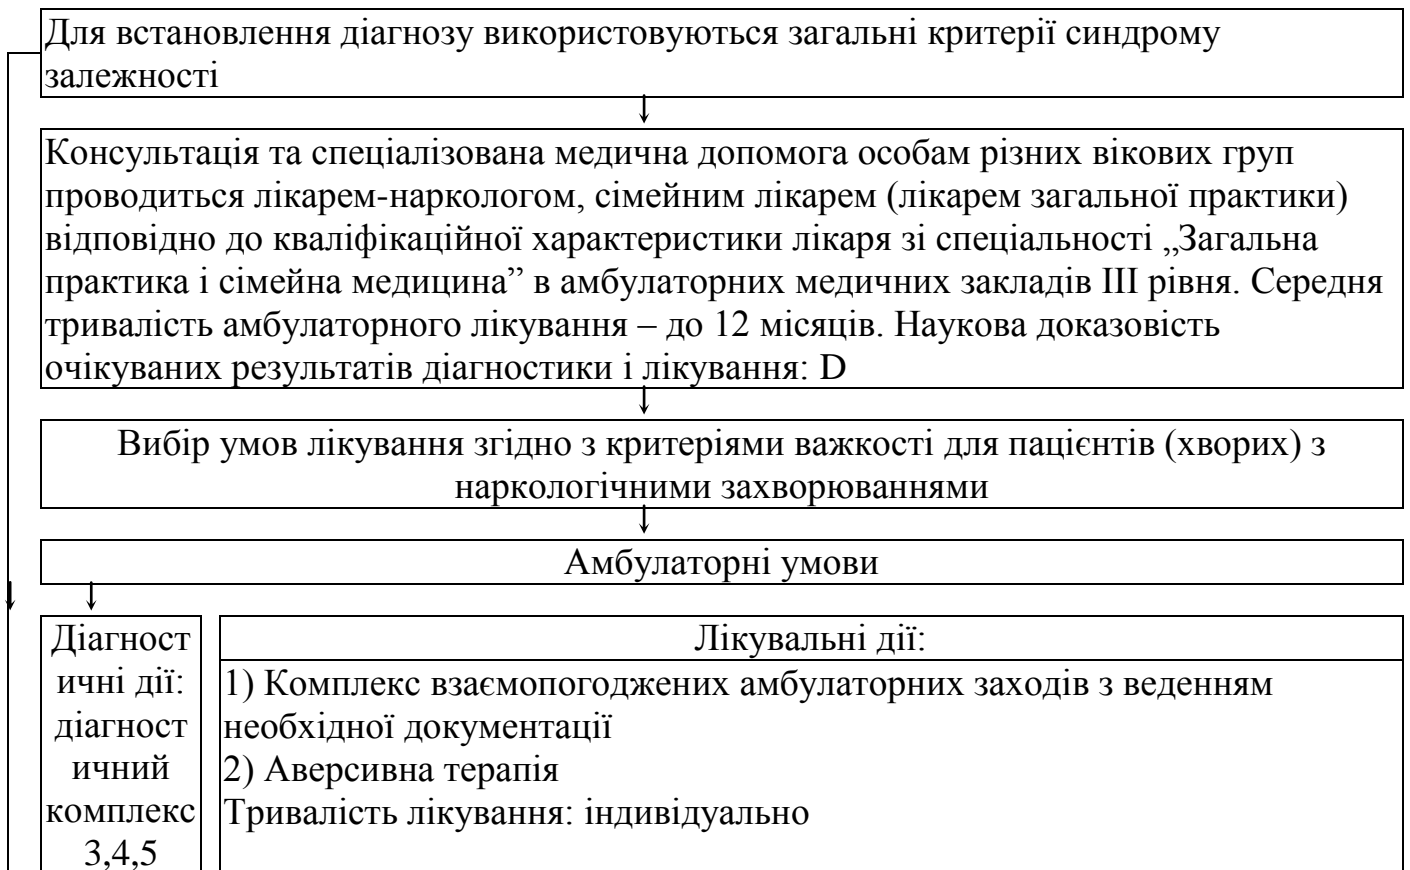 Для встановлення діагнозу використовуються загальні критерії синдрому
залежності
Консультація та спеціалізована медична допомога особам різних вікових груп
проводиться лікарем-наркологом, сімейним лікарем (лікарем загальної практики)
відповідно до кваліфікаційної характеристики лікаря зі спеціальності „Загальна
практика і сімейна медицина” в амбулаторних медичних закладів III рівня. Середня
тривалість амбулаторного лікування – до 12 місяців. Наукова доказовість
очікуваних результатів діагностики і лікування: D
Вибір умов лікування згідно з критеріями важкості для пацієнтів (хворих) з
наркологічними захворюваннями
Амбулаторні умови
Діагност
ичні дії:
діагност
ичний
комплекс
3,4,5
Лікувальні дії:
1) Комплекс взаємопогоджених амбулаторних заходів з веденням
необхідної документації
2) Аверсивна терапія
Тривалість лікування: індивідуально